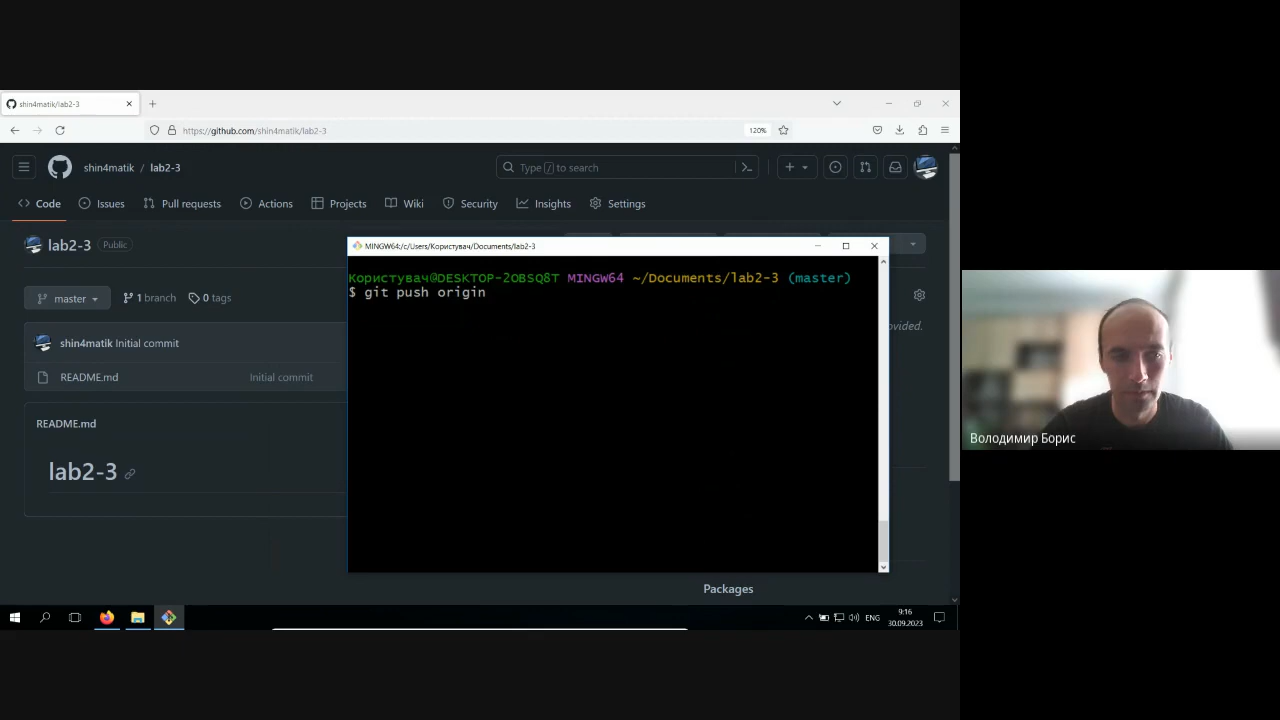 shin4matik/lab2-3
https://github.com/shin4matik/lab2-3
120%
shin4matik / lab2-3
Type / to search
Code
Issues
Pull requests
Actions
Projects
Wiki
Security
Insights
Settings
lab2-3 Public
MINGW64:/c/Users/Користувач/Documents/lab2-3
Користувач@DESKTOP-2OBSQ8T MINGW64 ~/Documents/lab2-3 (master)
$ git push origin
master
1 branch
0 tags
ovided.
shin4matik Initial commit
README.md
Initial commit
README.md
lab2-3
Packages
Володимир Борис
ENG
9:16
30.09.2023